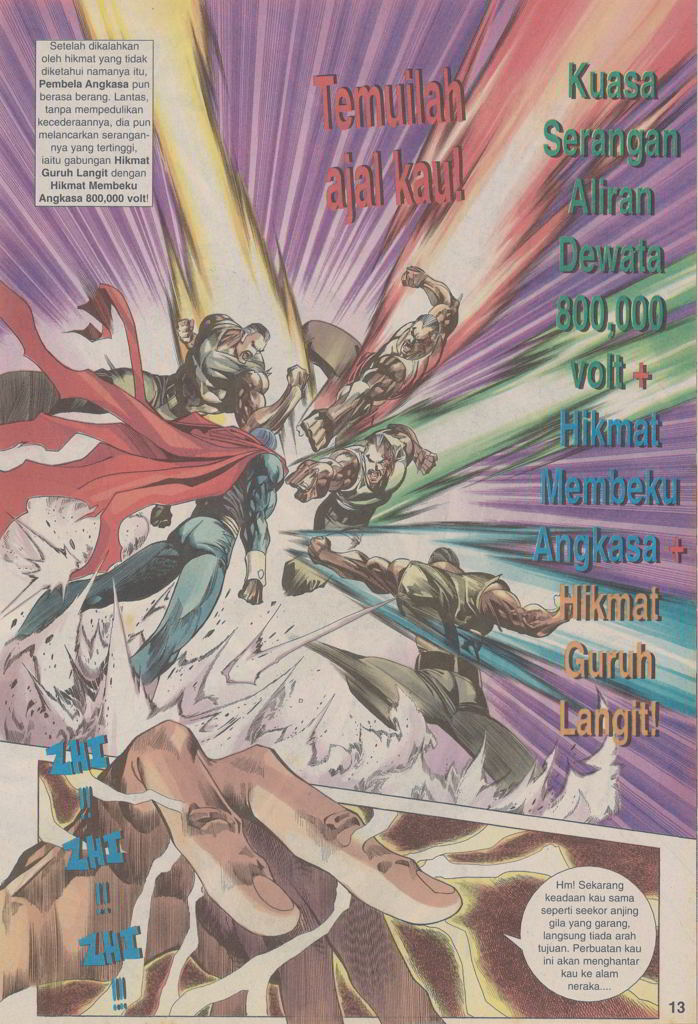 Setelah dikalahkan
oleh hikmat yang tidak
diketahui namanya itu,
Pembela Angkasa pun
berasa berang. Lantas,
tanpa mempedulikan
kecederaannya, dia pun
melancarkan serangan-
nya yang tertinggi,
iaitu gabungan Hikmat
Guruh Langit dengan
Hikmat Membeku
Angkasa 800,000 volt!
Temuilah
ajal kau!
Kuasa
Serangan
Aliran
Dewata
800,000
volt +
Hikmat
Membeku
Angkasa +
Hikmat
Guruh
Langit!
ZHI
!!
ZHI
!!
ZHI
!!
Hm! Sekarang
keadaan kau sama
seperti seekor anjing
gila yang garang,
langsung tiada arah
tujuan. Perbuatan kau
ini akan menghantar
kau ke alam
neraka....
13